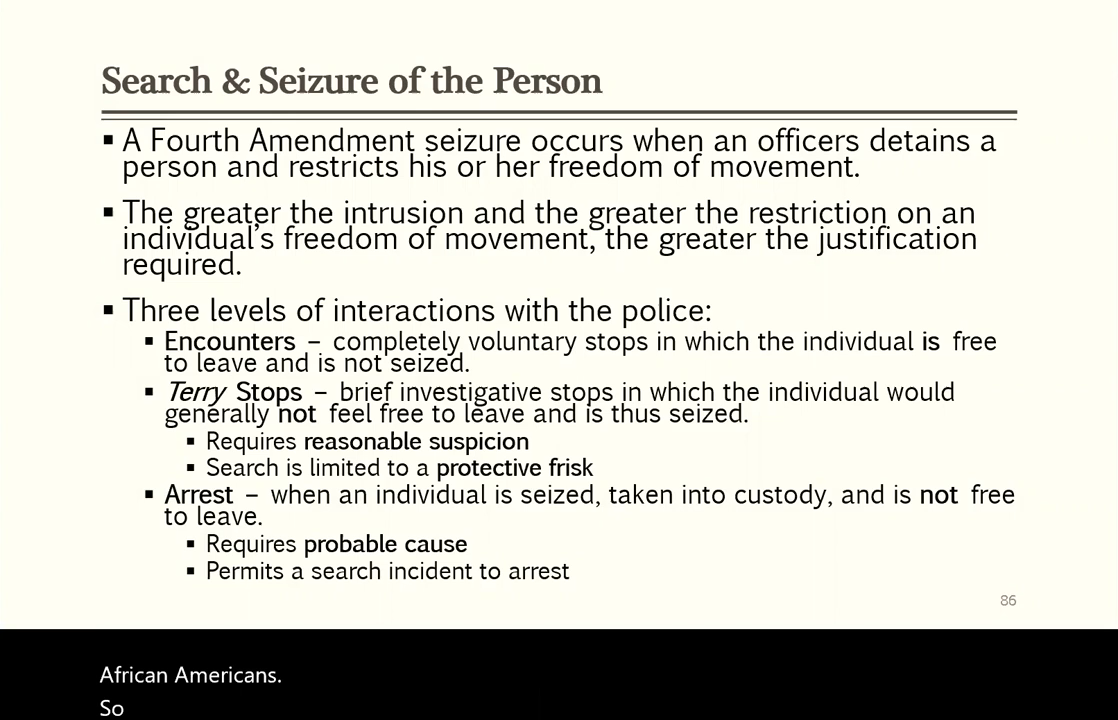 Search & Seizure of the Person
▪ A Fourth Amendment seizure occurs when an officers detains a
person and restricts his or her freedom of movement.
▪ The greater the intrusion and the greater the restriction on an
individual’s freedom of movement, the greater the justification
required.
▪ Three levels of interactions with the police:
▪ Encounters – completely voluntary stops in which the individual is free
to leave and is not seized.
▪ Terry Stops – brief investigative stops in which the individual would
generally not feel free to leave and is thus seized.
▪ Requires reasonable suspicion
▪ Search is limited to a protective frisk
▪ Arrest – when an individual is seized, taken into custody, and is not free
to leave.
▪ Requires probable cause
▪ Permits a search incident to arrest
86
African Americans.
So